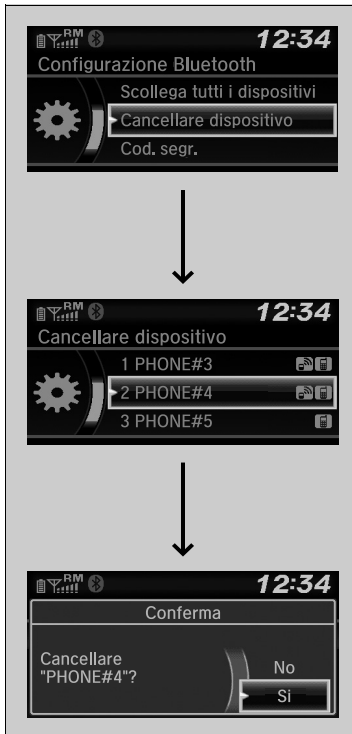 RM 12:34
Configurazione Bluetooth
Scollega tutti i dispositivi
Cancellare dispositivo
Cod. segr.
RM 12:34
Cancellare dispositivo
1 PHONE#3
2 PHONE#4
3 PHONE#5
RM 12:34
Conferma
Cancellare
"PHONE#4"?
No
Si